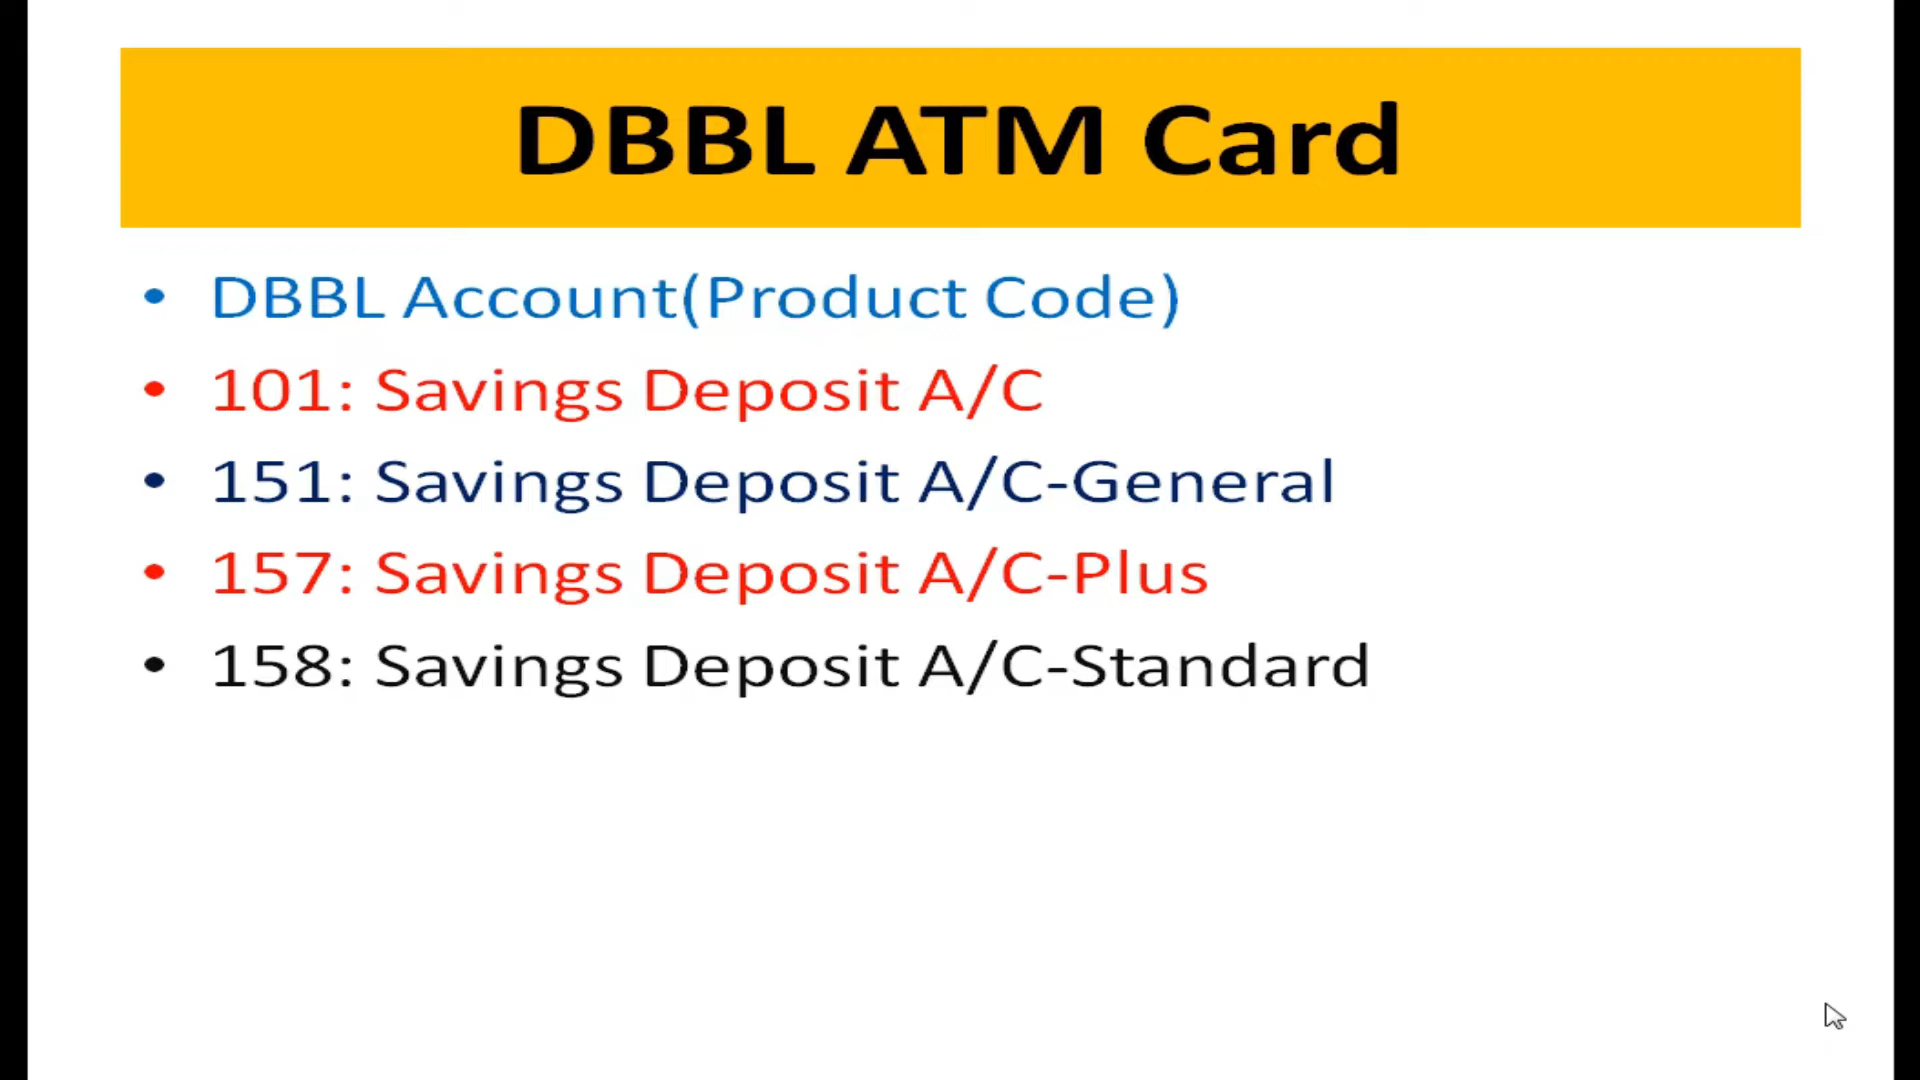 DBBL ATM Card
• DBBL Account(Product Code)
• 101: Savings Deposit A/C
• 151: Savings Deposit A/C-General
• 157: Savings Deposit A/C-Plus
• 158: Savings Deposit A/C-Standard